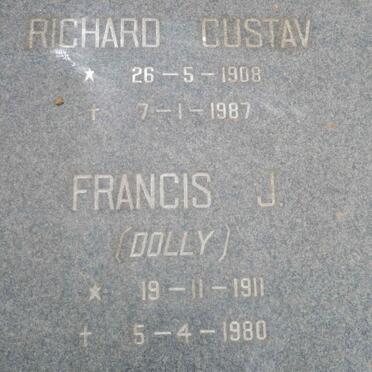 RICHARD GUSTAV
★ 26-5-1908
† 7-1-1987
FRANCIS J.
(DOLLY)
★ 19-11-1911
† 5-4-1980